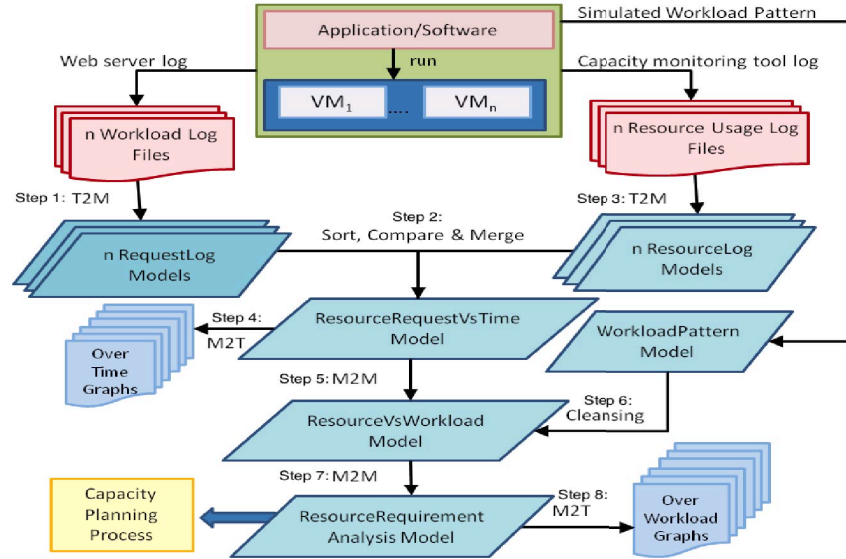 Simulated Workload Pattern
Application/Software
Web server log
run
Capacity monitoring tool log
VM1
....
VMn
n Workload Log
Files
n Resource Usage Log
Files
Step 1: T2M
Step 2:
Sort, Compare & Merge
Step 3: T2M
n RequestLog
Models
n ResourceLog
Models
Step 4:
M2T
ResourceRequestVsTime
Model
WorkloadPattern
Model
Over
Time
Graphs
Step 5: M2M
Step 6:
Cleansing
ResourceVsWorkload
Model
Step 7: M2M
Capacity
Planning
Process
ResourceRequirement
Analysis Model
Step 8:
M2T
Over
Workload
Graphs